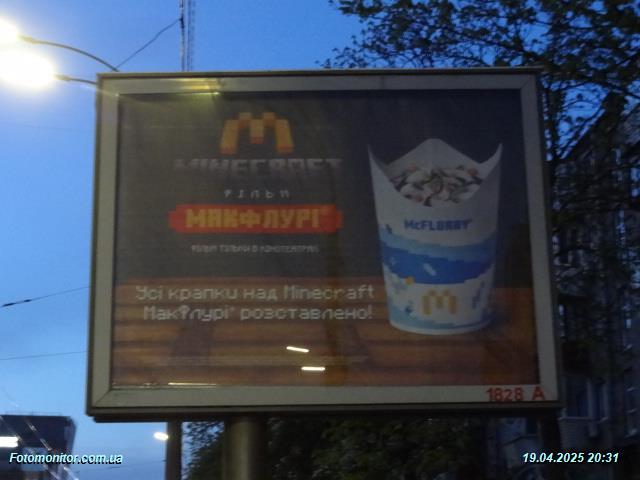 MINECRAFT
ФІЛЬМ
МАКФЛУРІ®
ФІЛЬМ ТІЛЬКИ В КІНОТЕАТРАХ
McFLURRY®
Усі крапки над Minecraft
МакФлурі® розставлено!
1828 A
Fotomonitor.com.ua
19.04.2025 20:31